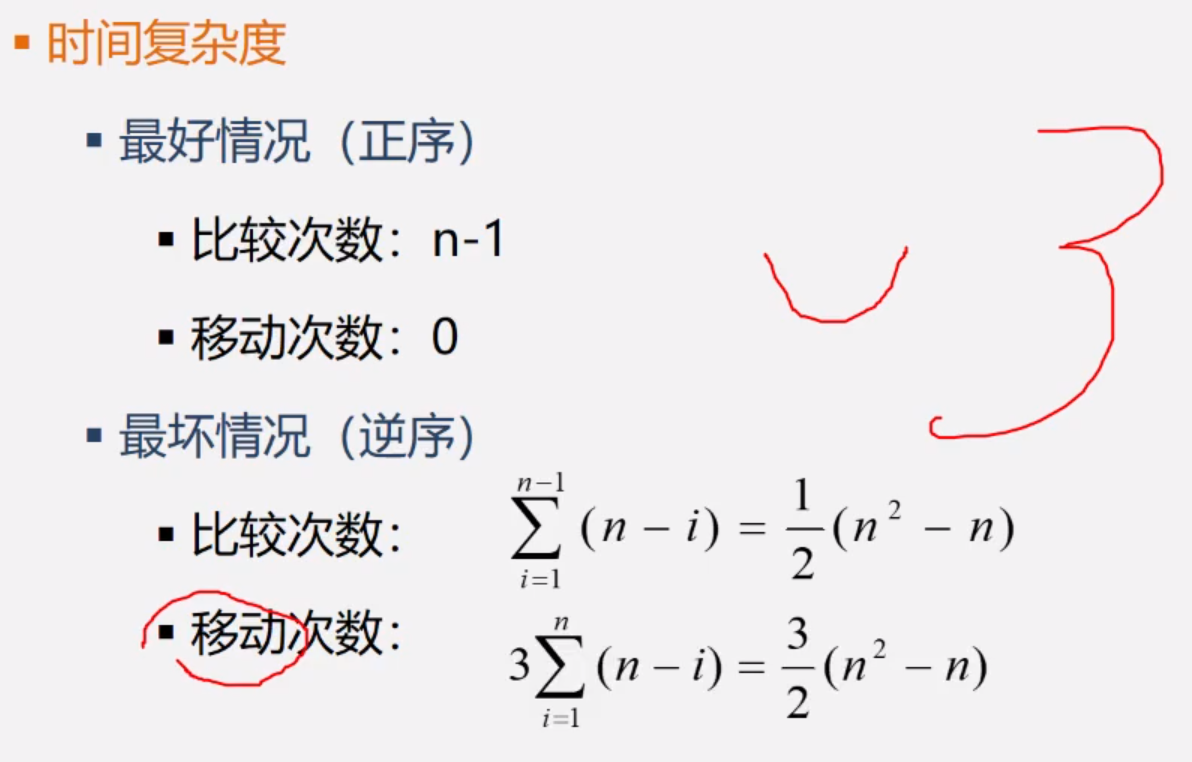 ▪ 时间复杂度
▪ 最好情况（正序）
▪ 比较次数：n-1
▪ 移动次数：0
▪ 最坏情况（逆序）
▪ 比较次数： \sum_{i=1}^{n-1} (n − i) = \frac{1}{2}(n^2 − n)
▪ 移动次数： 3\sum_{i=1}^{n} (n − i) = \frac{3}{2}(n^2 − n)
3